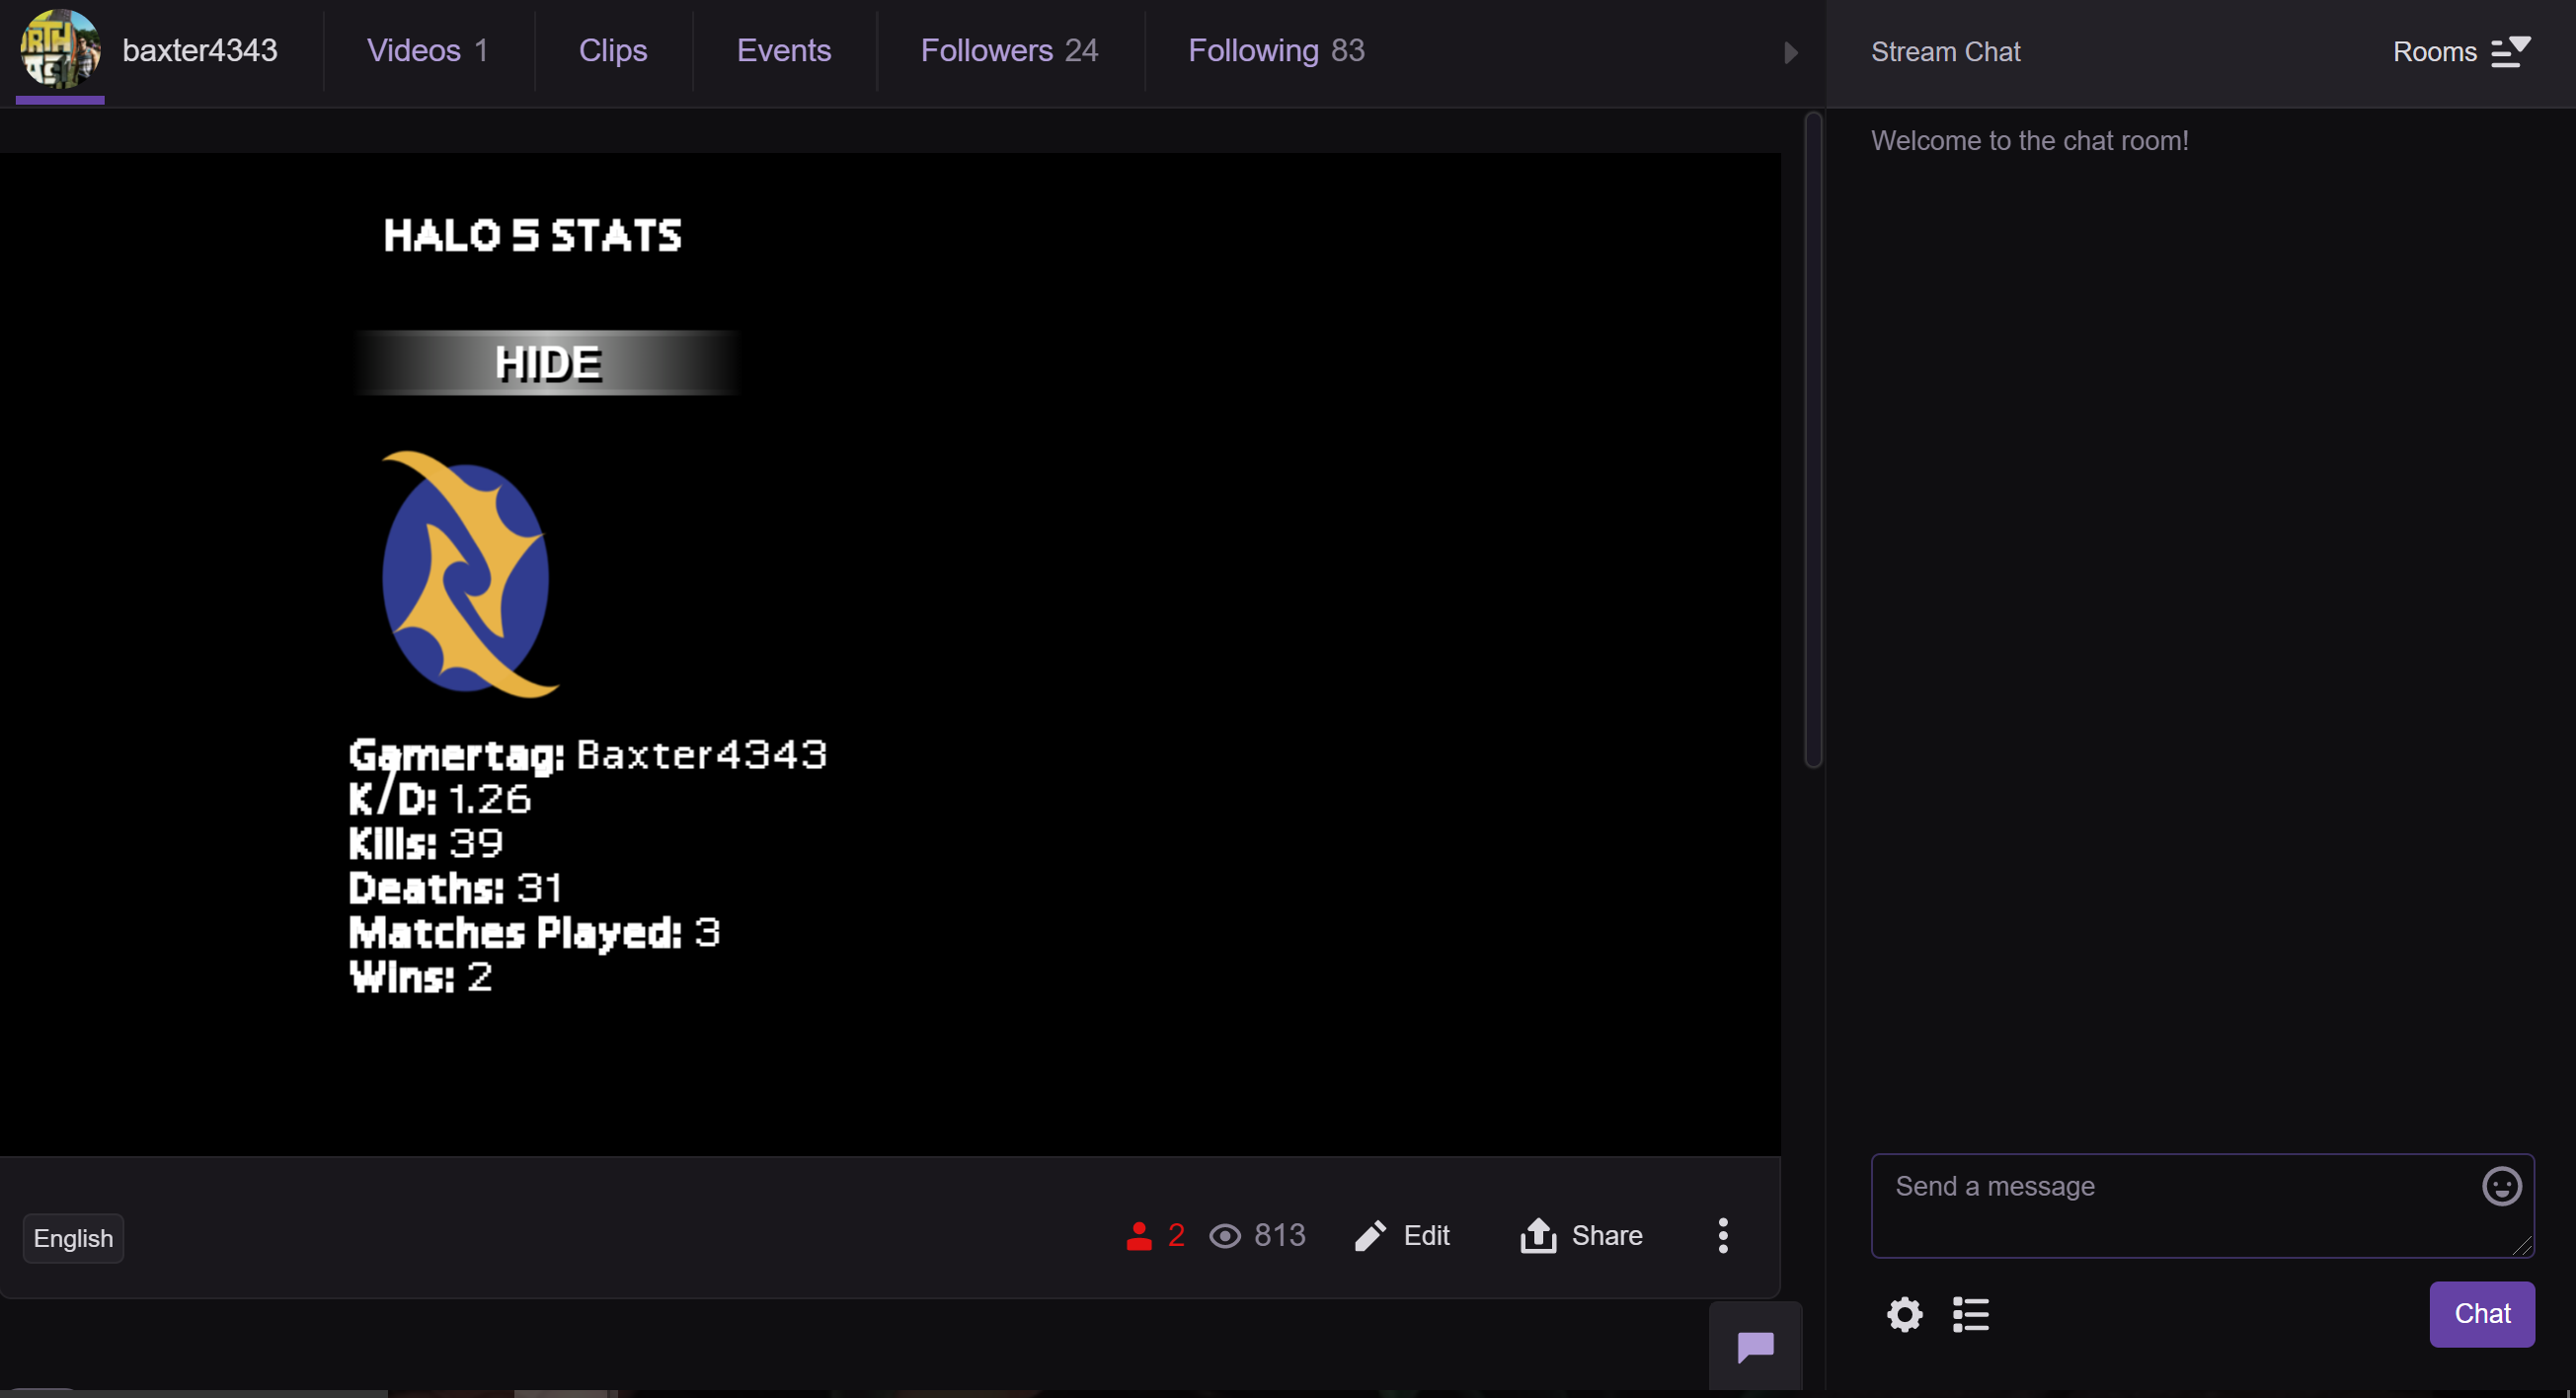 baxter4343
Videos 1
Clips
Events
Followers 24
Following 83
Stream Chat
Rooms
Welcome to the chat room!
HALO 5 STATS
HIDE
Gamertag: Baxter4343
K/D: 1.26
Kills: 39
Deaths: 31
Matches Played: 3
Wins: 2
English
2
813
Edit
Share
Send a message
Chat